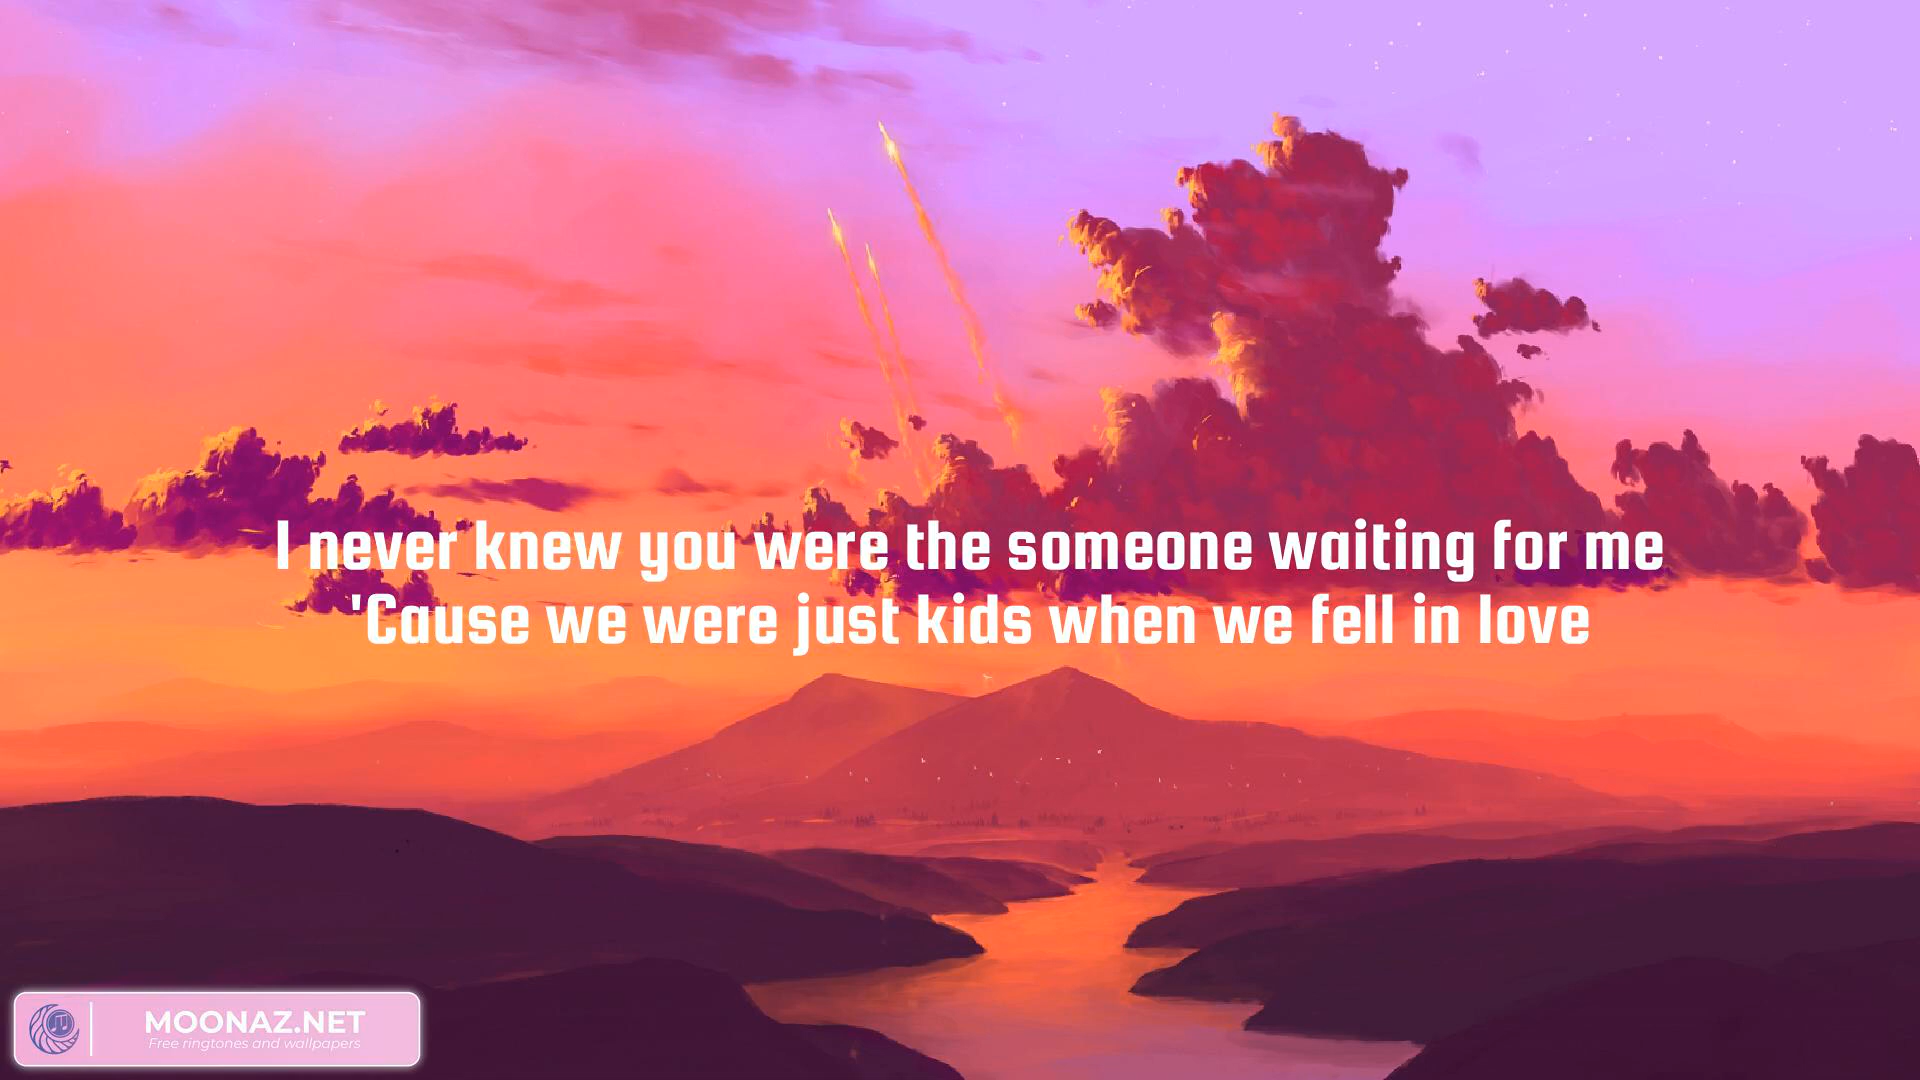 I never knew you were the someone waiting for me
'Cause we were just kids when we fell in love
MOONAZ.NET
Free ringtones and wallpapers